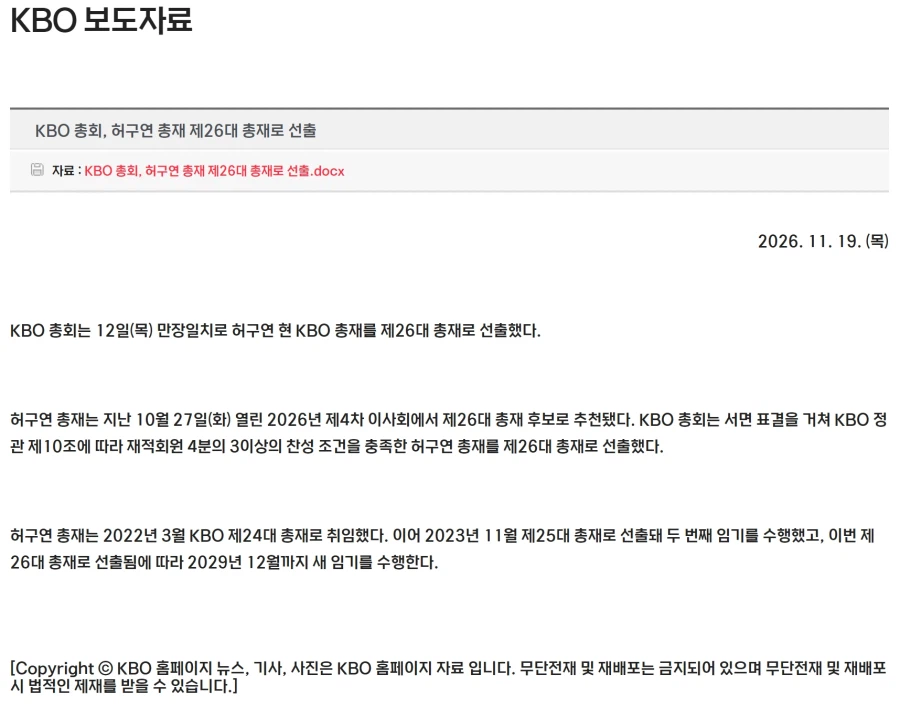 KBO 보도자료
KBO 총회, 허구연 총재 제26대 총재로 선출
자료 : KBO 총회, 허구연 총재 제26대 총재로 선출.docx
2026. 11. 19. (목)
KBO 총회는 12일(목) 만장일치로 허구연 현 KBO 총재를 제26대 총재로 선출했다.
허구연 총재는 지난 10월 27일(화) 열린 2026년 제4차 이사회에서 제26대 총재 후보로 추천됐다. KBO 총회는 서면 표결을 거쳐 KBO 정
관 제10조에 따라 재적회원 4분의 3이상의 찬성 조건을 충족한 허구연 총재를 제26대 총재로 선출했다.
허구연 총재는 2022년 3월 KBO 제24대 총재로 취임했다. 이어 2023년 11월 제25대 총재로 선출돼 두 번째 임기를 수행했고, 이번 제
26대 총재로 선출됨에 따라 2029년 12월까지 새 임기를 수행한다.
[Copyright ⓒ KBO 홈페이지 뉴스, 기사, 사진은 KBO 홈페이지 자료 입니다. 무단전재 및 재배포는 금지되어 있으며 무단전재 및 재배포
시 법적인 제재를 받을 수 있습니다.]